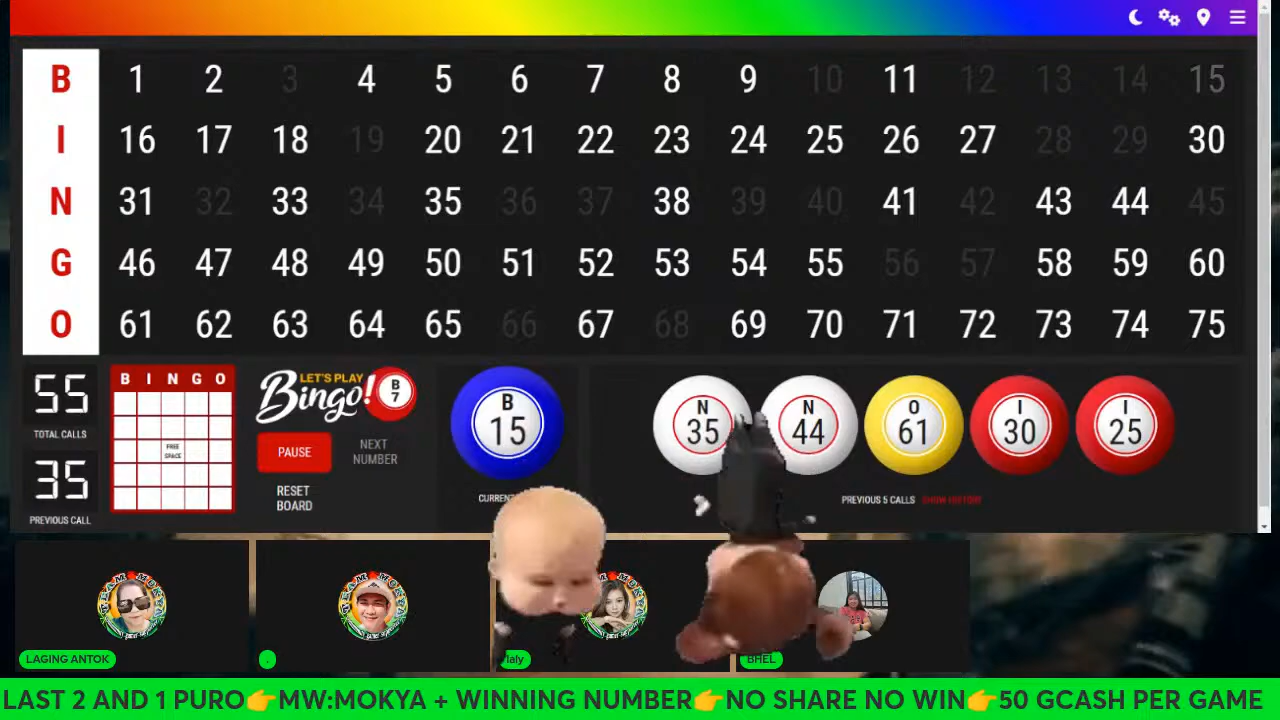 B 1 2 3 4 5 6 7 8 9 10 11 12 13 14 15
I 16 17 18 19 20 21 22 23 24 25 26 27 28 29 30
N 31 32 33 34 35 36 37 38 39 40 41 42 43 44 45
G 46 47 48 49 50 51 52 53 54 55 56 57 58 59 60
O 61 62 63 64 65 66 67 68 69 70 71 72 73 74 75
55
TOTAL CALLS
35
PREVIOUS CALL
B I N G O
FREE
SPACE
LET'S PLAY
Bingo!
B
7
PAUSE
NEXT
NUMBER
RESET
BOARD
B
15
N
35
N
44
O
61
I
30
I
25
PREVIOUS 5 CALLS SHOW HISTORY
LAGING ANTOK
.
BHEL
LAST 2 AND 1 PURO👉MW:MOKYA + WINNING NUMBER👉NO SHARE NO WIN👉50 GCASH PER GAME